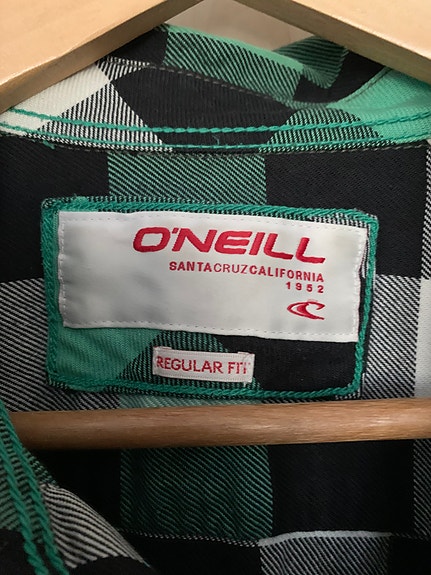 O'NEILL
SANTACRUZCALIFORNIA
1952
REGULAR FIT